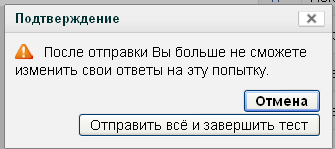 Подтверждение
После отправки Вы больше не сможете
изменить свои ответы на эту попытку.
Отмена
Отправить всё и завершить тест